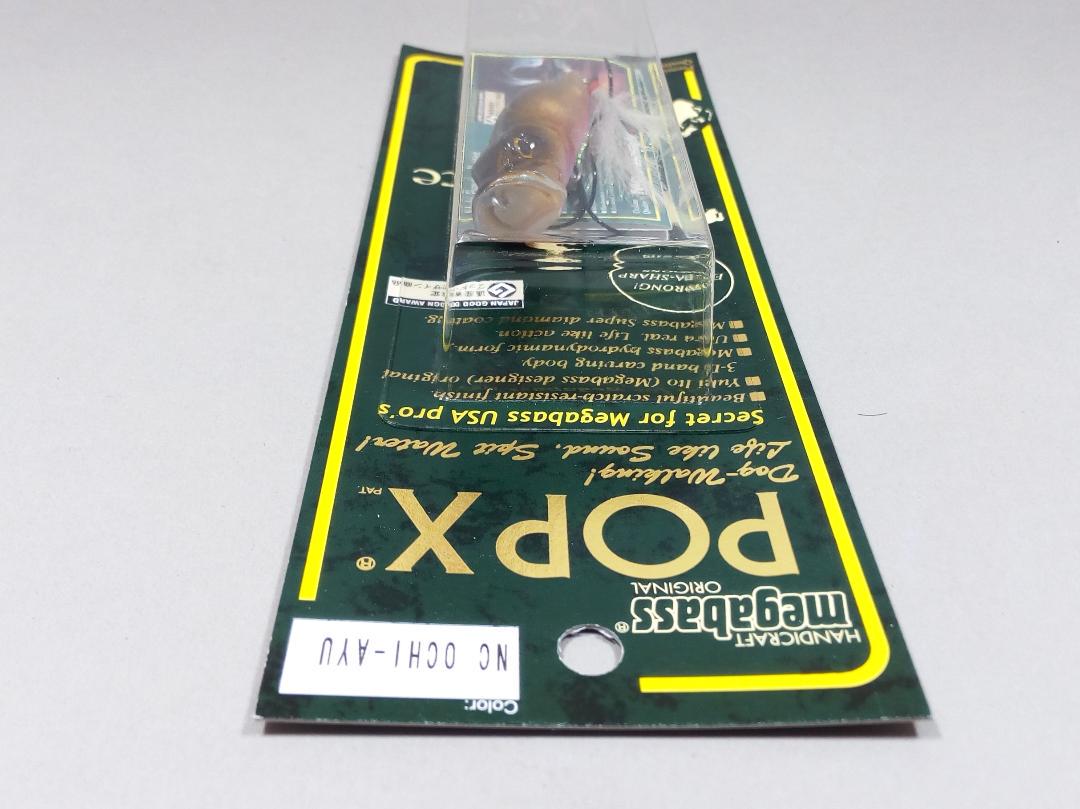 Color:
NC OCHI-AYU
HANDICRAFT
megabass®
ORIGINAL
POPX®
PAT.
Dog-Walking!
Life like Sound, Spit Water!
Secret for Megabass USA pro's
Beautiful scratch-resistant finish.
Yuki Ito (Megabass designer) original
3-D hand carving body.
Megabass hydrodynamic form.
Ultra real. Life like action.
Megabass Super diamond coating.
JAPAN GOOD DESIGN AWARD
STRONG!